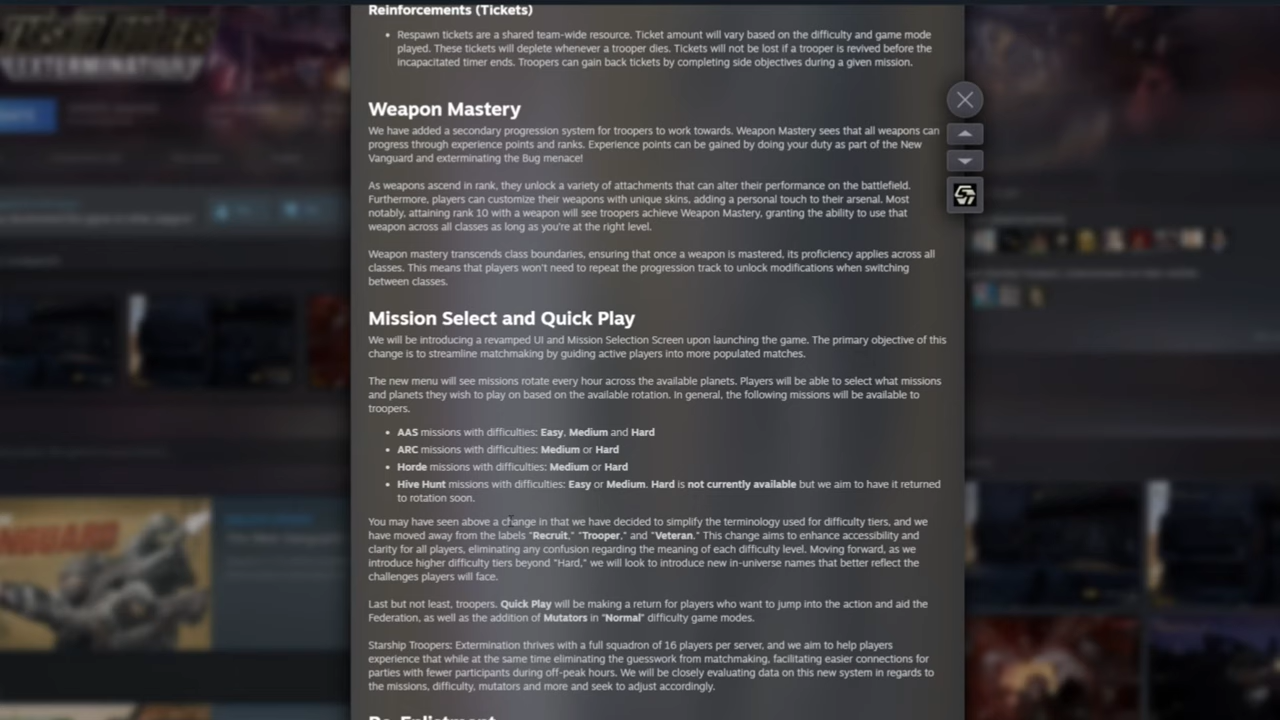 EXTERMINATION
Reinforcements (Tickets)
• Respawn tickets are a shared team-wide resource. Ticket amount will vary based on the difficulty and game mode
played. These tickets will deplete whenever a trooper dies. Tickets will not be lost if a trooper is revived before the
incapacitated timer ends. Troopers can gain back tickets by completing side objectives during a given mission.
Weapon Mastery
We have added a secondary progression system for troopers to work towards. Weapon Mastery sees that all weapons can
progress through experience points and ranks. Experience points can be gained by doing your duty as part of the New
Vanguard and exterminating the Bug menace!
As weapons ascend in rank, they unlock a variety of attachments that can alter their performance on the battlefield.
Furthermore, players can customize their weapons with unique skins, adding a personal touch to their arsenal. Most
notably, attaining rank 10 with a weapon will see troopers achieve Weapon Mastery, granting the ability to use that
weapon across all classes as long as you're at the right level.
Weapon mastery transcends class boundaries, ensuring that once a weapon is mastered, its proficiency applies across all
classes. This means that players won't need to repeat the progression track to unlock modifications when switching
between classes.
Mission Select and Quick Play
We will be introducing a revamped UI and Mission Selection Screen upon launching the game. The primary objective of this
change is to streamline matchmaking by guiding active players into more populated matches.
The new menu will see missions rotate every hour across the available planets. Players will be able to select what missions
and planets they wish to play on based on the available rotation. In general, the following missions will be available to
troopers.
• AAS missions with difficulties: Easy, Medium and Hard
• ARC missions with difficulties: Medium or Hard
• Horde missions with difficulties: Medium or Hard
• Hive Hunt missions with difficulties: Easy or Medium. Hard is not currently available but we aim to have it returned
to rotation soon.
You may have seen above a change in that we have decided to simplify the terminology used for difficulty tiers, and we
have moved away from the labels "Recruit," "Trooper," and "Veteran." This change aims to enhance accessibility and
clarity for all players, eliminating any confusion regarding the meaning of each difficulty level. Moving forward, as we
introduce higher difficulty tiers beyond "Hard," we will look to introduce new in-universe names that better reflect the
challenges players will face.
Last but not least, troopers. Quick Play will be making a return for players who want to jump into the action and aid the
Federation, as well as the addition of Mutators in "Normal" difficulty game modes.
Starship Troopers: Extermination thrives with a full squadron of 16 players per server, and we aim to help players
experience that while at the same time eliminating the guesswork from matchmaking, facilitating easier connections for
parties with fewer participants during off-peak hours. We will be closely evaluating data on this new system in regards to
the missions, difficulty, mutators and more and seek to adjust accordingly.
Re-Enlistment